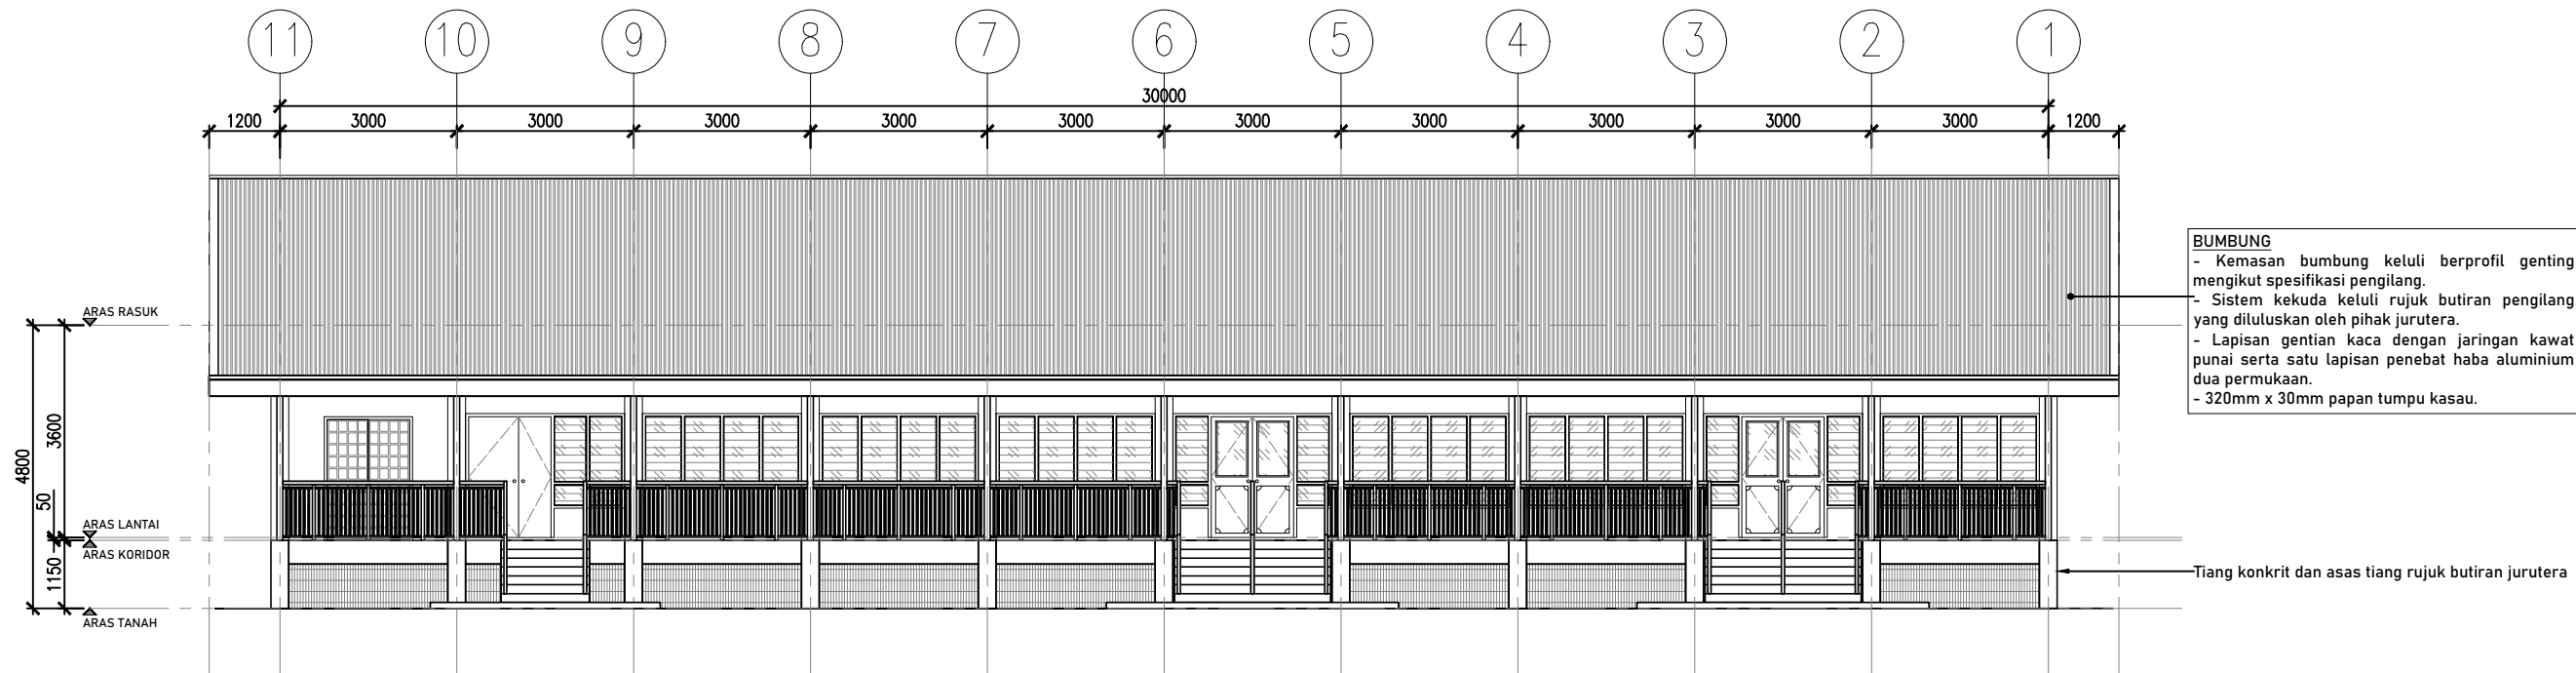 11 10 9 8 7 6 5 4 3 2 1
30000
1200 3000 3000 3000 3000 3000 3000 3000 3000 3000 3000 1200
BUMBUNG
- Kemasan bumbung keluli berprofil genting
mengikut spesifikasi pengilang.
- Sistem kekuda keluli rujuk butiran pengilang
yang diluluskan oleh pihak jurutera.
- Lapisan gentian kaca dengan jaringan kawat
punai serta satu lapisan penebat haba aluminium
dua permukaan.
- 320mm x 30mm papan tumpu kasau.
ARAS RASUK
3600
4800
50
ARAS LANTAI
ARAS KORIDOR
1150
Tiang konkrit dan asas tiang rujuk butiran jurutera
ARAS TANAH